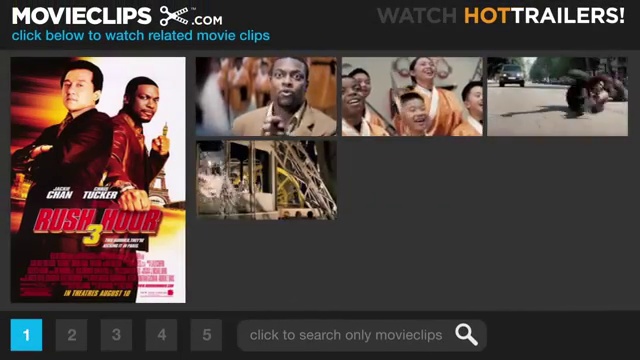 MOVIECLIPS .COM
WATCH HOTTRAILERS!
click below to watch related movie clips
JACKIE CHAN
CHRIS TUCKER
RUSH HOUR
3
IN THEATRES AUGUST 10
1 2 3 4 5
click to search only movieclips